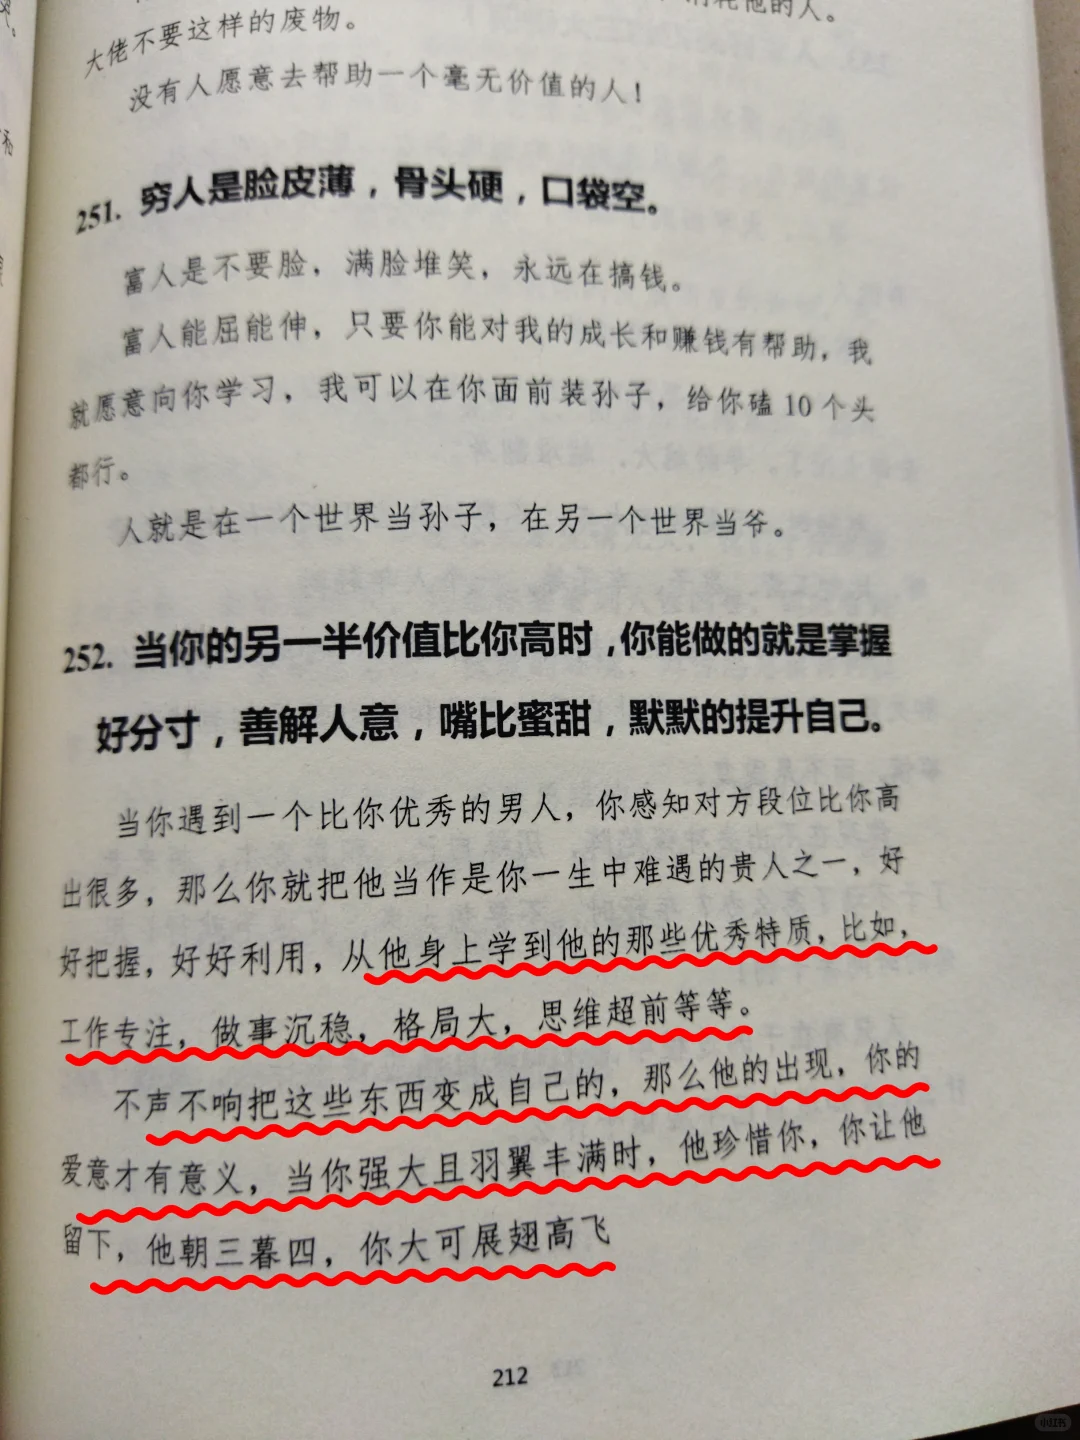 他的人。
大佬不要这样的废物。
没有人愿意去帮助一个毫无价值的人！
251. 穷人是脸皮薄，骨头硬，口袋空。
富人是不要脸，满脸堆笑，永远在搞钱。
富人能屈能伸，只要你能对我的成长和赚钱有帮助，我
就愿意向你学习，我可以在你面前装孙子，给你磕 10 个头
都行。
人就是在一个世界当孙子，在另一个世界当爷。
252. 当你的另一半价值比你高时，你能做的就是掌握
好分寸，善解人意，嘴比蜜甜，默默的提升自己。
当你遇到一个比你优秀的男人，你感知对方段位比你高
出很多，那么你就把他当作是你一生中难遇的贵人之一，好
好把握，好好利用，从他身上学到他的那些优秀特质，比如，
工作专注，做事沉稳，格局大，思维超前等等。
不声不响把这些东西变成自己的，那么他的出现，你的
爱意才有意义，当你强大且羽翼丰满时，他珍惜你，你让他
留下，他朝三暮四，你大可展翅高飞
212
小红书